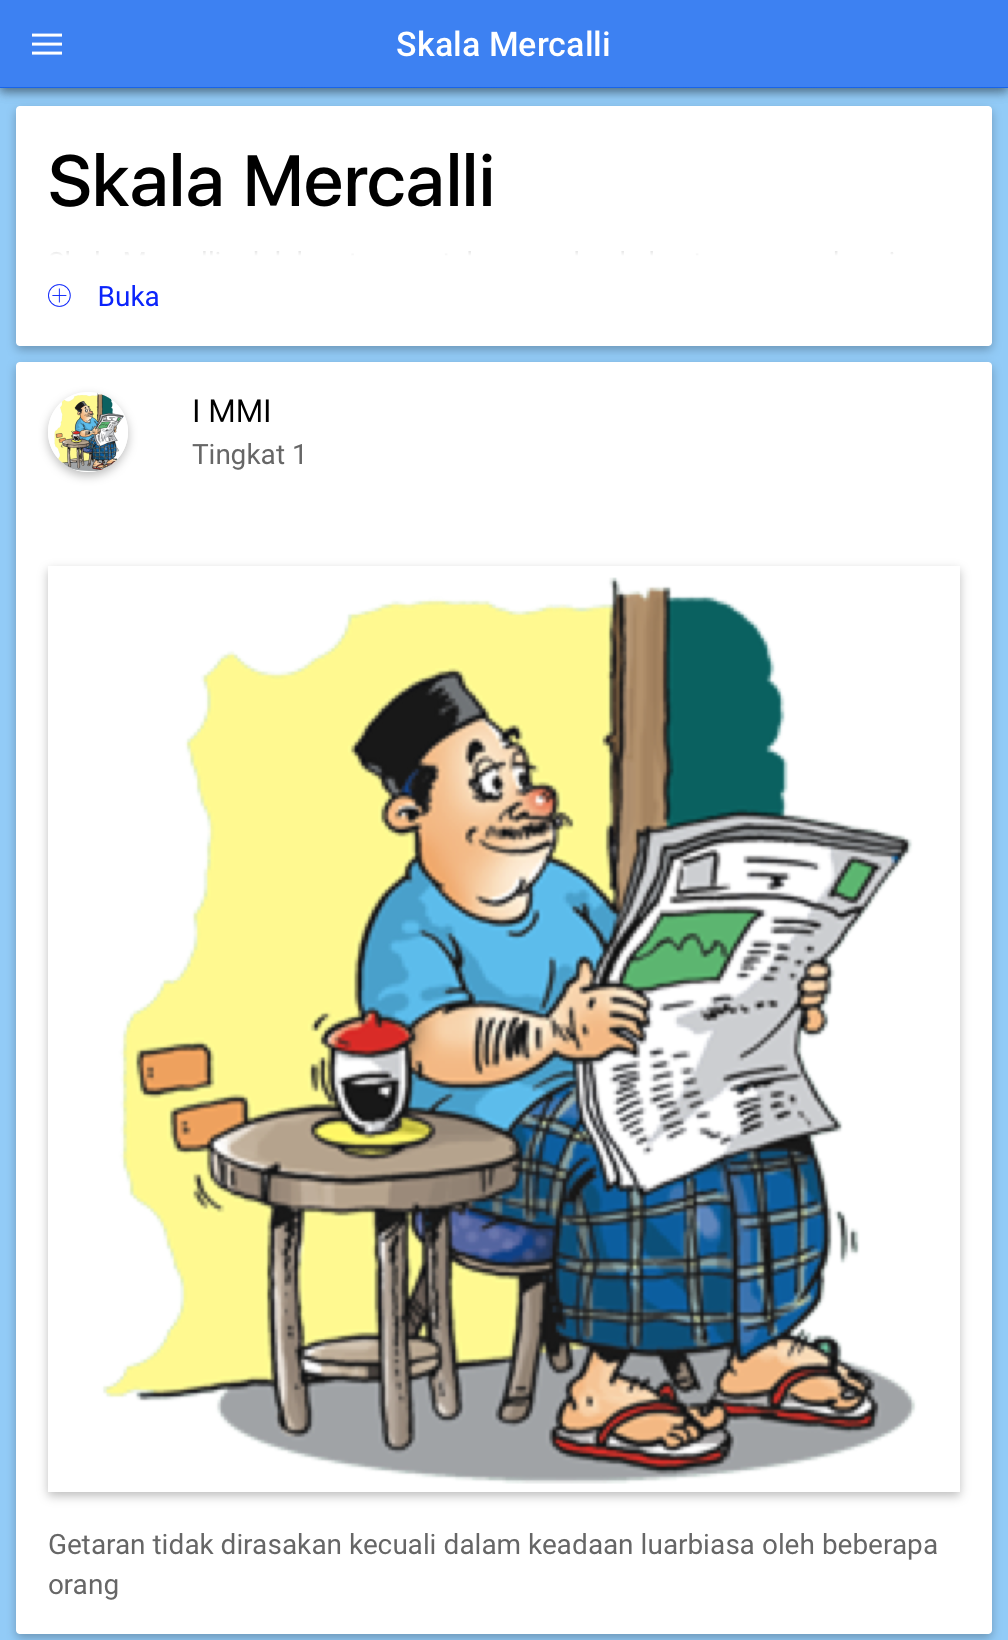 Skala Mercalli
Skala Mercalli
Buka
I MMI
Tingkat 1
Getaran tidak dirasakan kecuali dalam keadaan luarbiasa oleh beberapa
orang